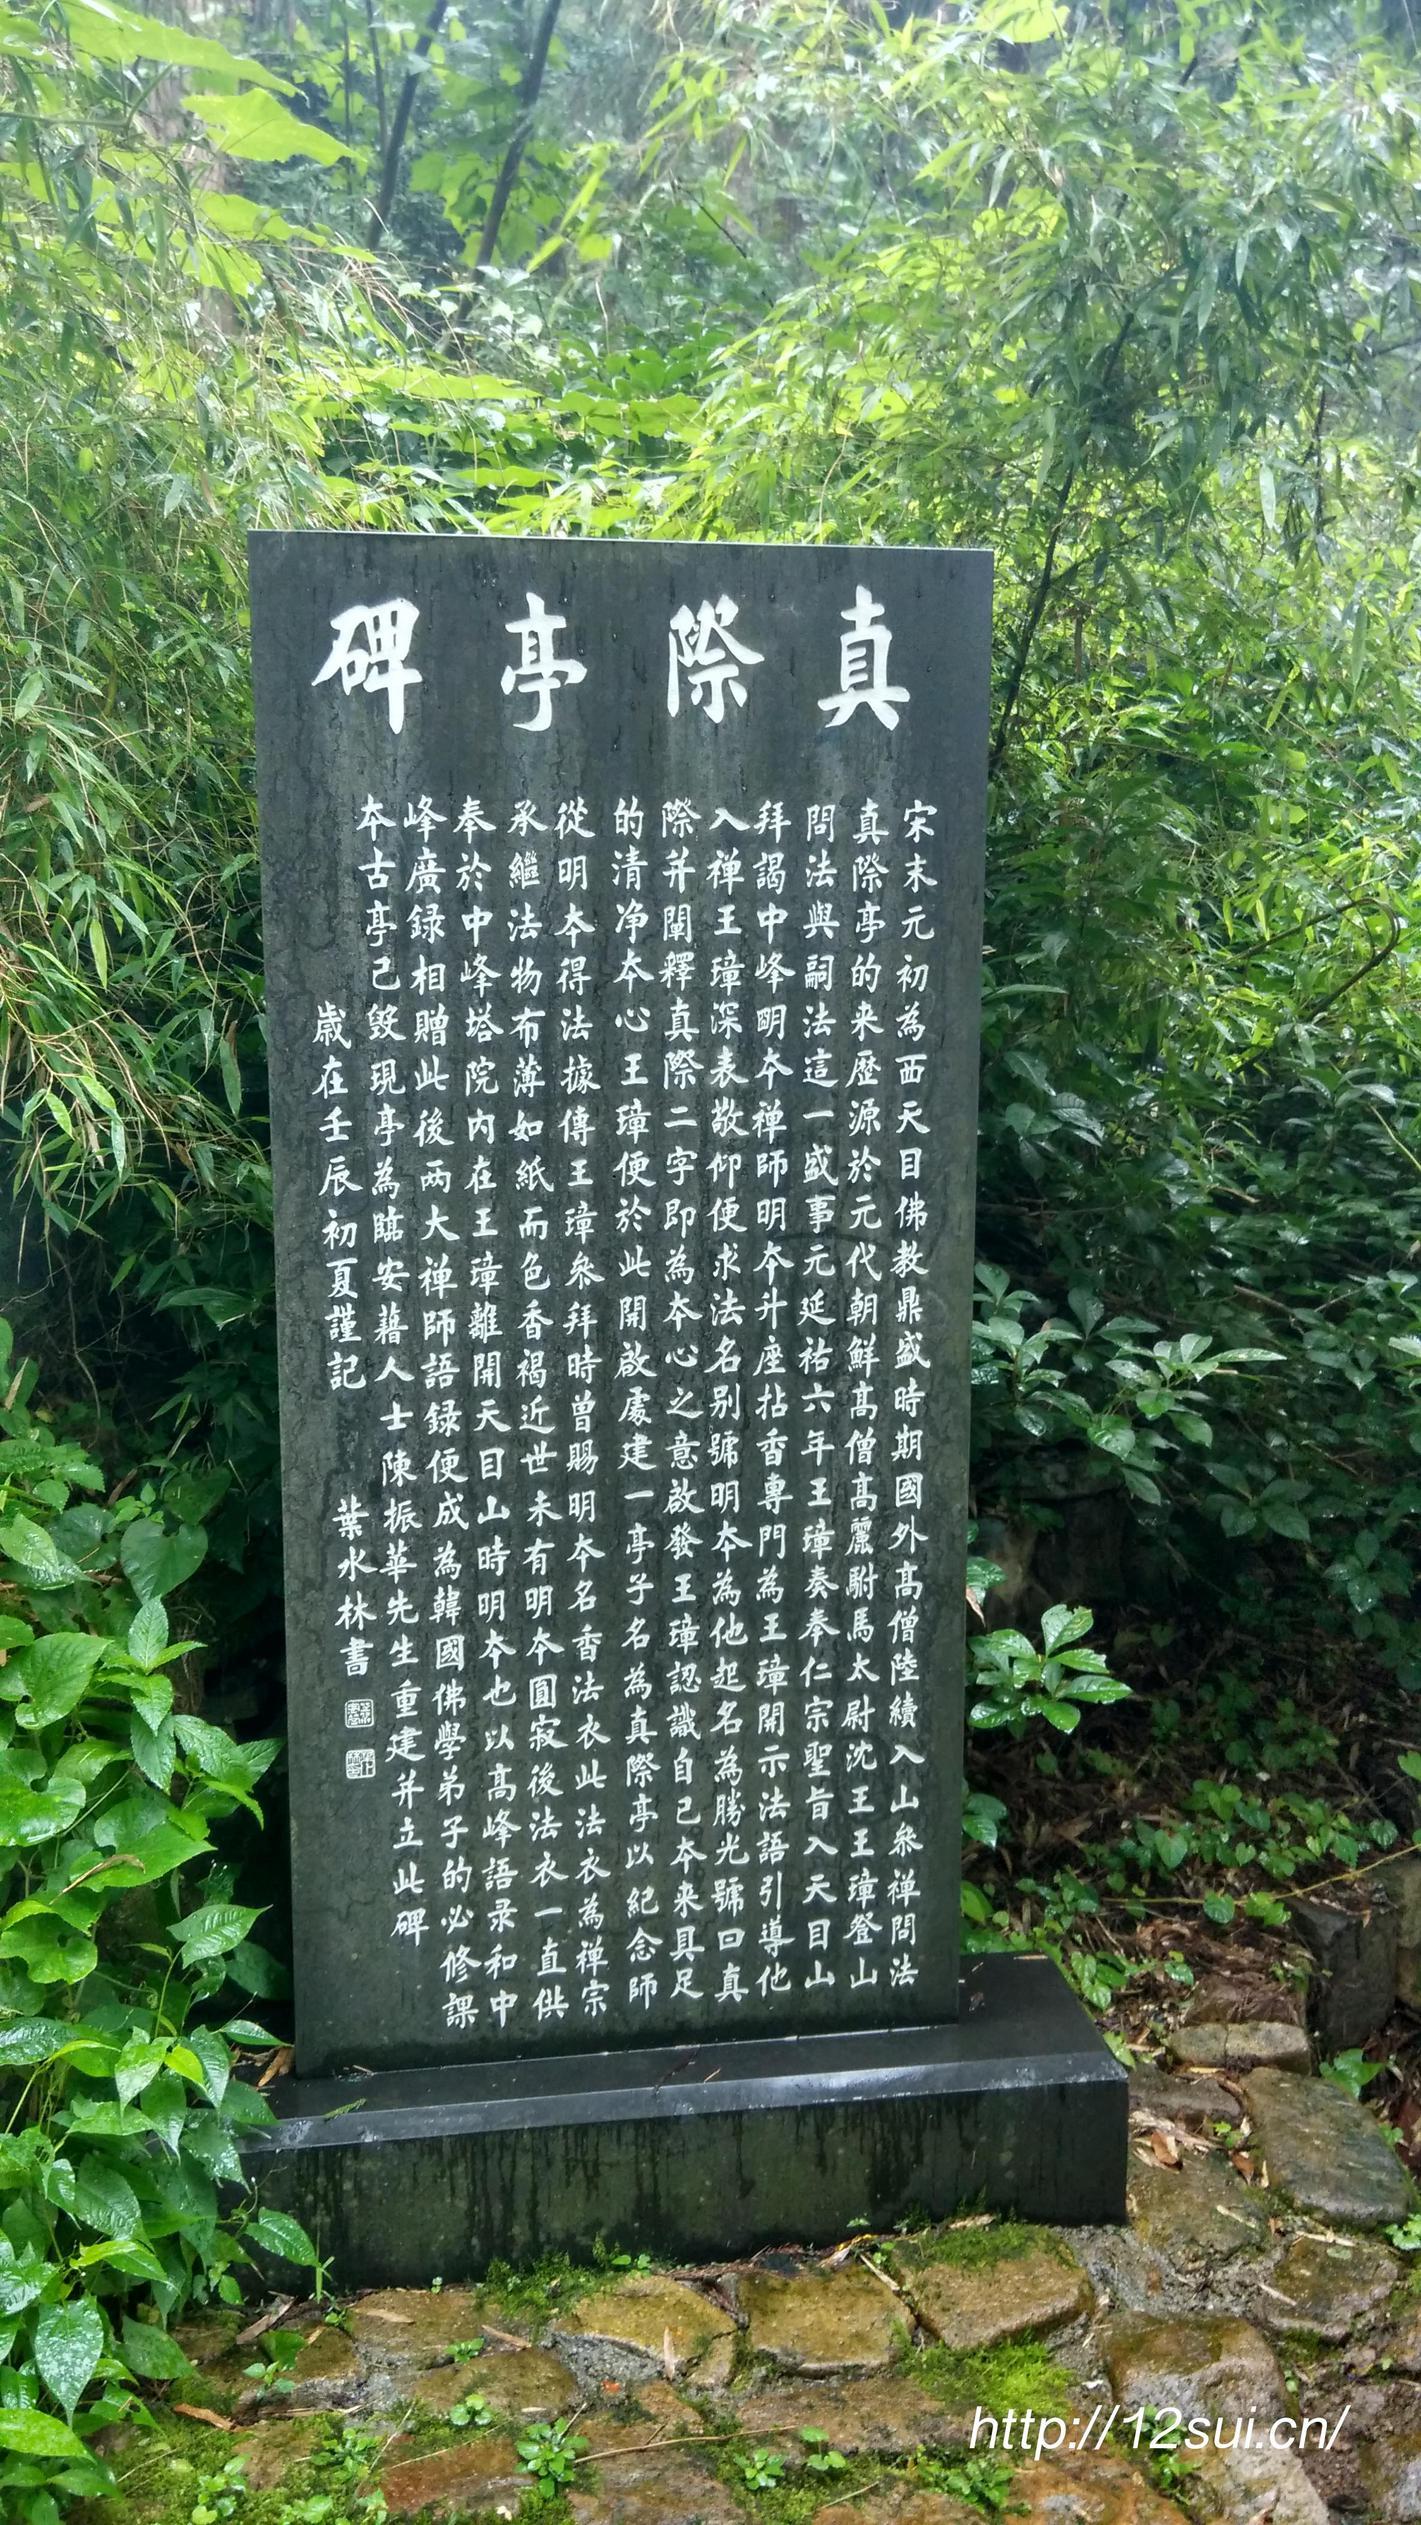 真際亭碑
宋末元初為西天目佛教鼎盛時期國外高僧陸續入山叅禅問法
真際亭的来歷源於元代朝鮮高僧高麗駙馬太尉沈王王璋登山
問法與嗣法這一盛事元延祐六年王璋奏奉仁宗聖旨入天目山
拜謁中峰明本禅師明本升座拈香專門為王璋開示法語引導他
入禅王璋深表敬仰便求法名别號明本為他起名為勝光號曰真
際并闡釋真際二字即為本心之意啟發王璋認識自己本来具足
的清净本心王璋便於此開啟處建一亭子名為真際亭以紀念師
從明本得法據傳王璋叅拜時曾賜明本名香法衣此法衣為禅宗
承繼法物布薄如紙而色香褐近世未有明本圓寂後法衣一直供
奉於中峰塔院内在王璋離開天目山時明本也以高峰語录和中
峰廣録相贈此後两大禅師語録便成為韓國佛學弟子的必修課
本古亭己毁現亭為臨安藉人士陳振華先生重建并立此碑
歲在壬辰初夏謹記 葉水林書
http://12sui.cn/